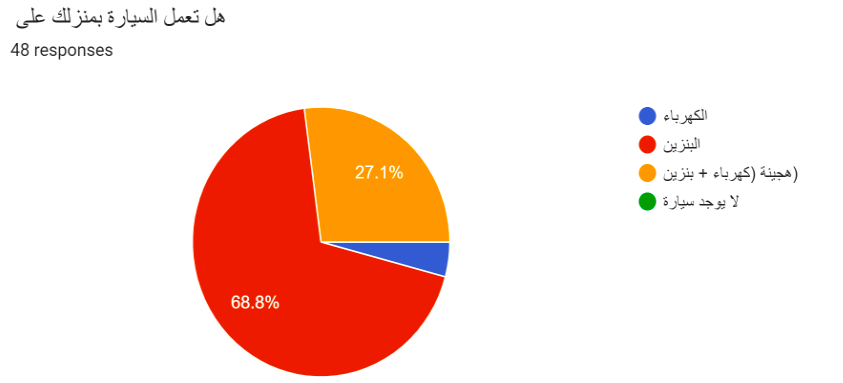 هل تعمل السيارة بمنزلك على
48 responses
الكهرباء
البنزين
هجينة (كهرباء + بنزين)
لا يوجد سيارة
27.1%
68.8%